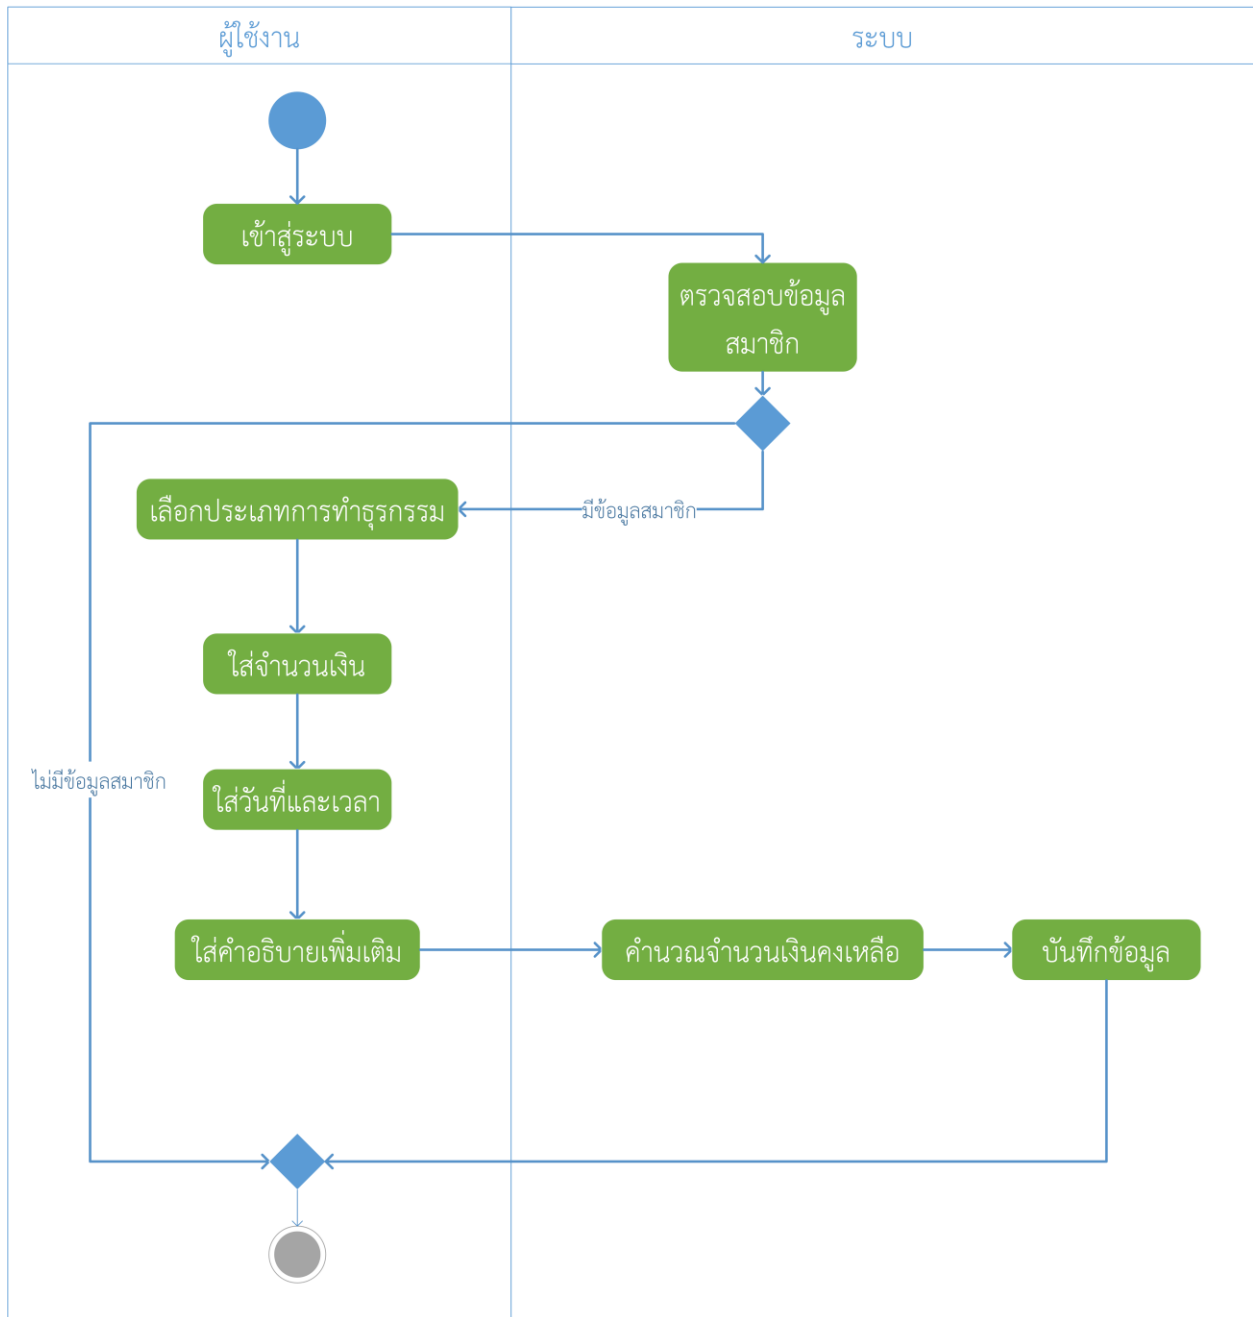 ผู้ใช้งาน
ระบบ
เข้าสู่ระบบ
ตรวจสอบข้อมูล
สมาชิก
เลือกประเภทการทำธุรกรรม
มีข้อมูลสมาชิก
ใส่จำนวนเงิน
ไม่มีข้อมูลสมาชิก
ใส่วันที่และเวลา
ใส่คำอธิบายเพิ่มเติม
คำนวณจำนวนเงินคงเหลือ
บันทึกข้อมูล